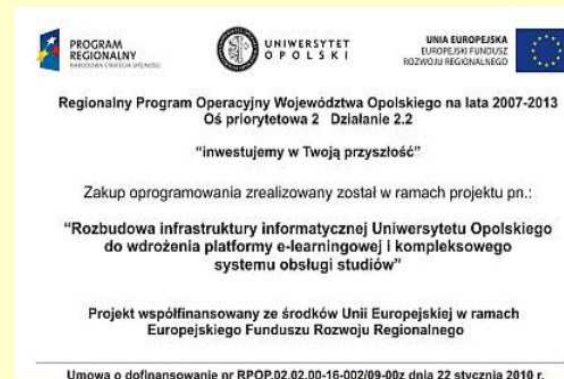 PROGRAM
REGIONALNY
NARODOWA STRATEGIA SPÓJNOŚCI
UNIWERSYTET
OPOLSKI
UNIA EUROPEJSKA
EUROPEJSKI FUNDUSZ
ROZWOJU REGIONALNEGO
Regionalny Program Operacyjny Województwa Opolskiego na lata 2007-2013
Oś priorytetowa 2 Działanie 2.2
"inwestujemy w Twoją przyszłość"
Zakup oprogramowania zrealizowany został w ramach projektu pn.:
"Rozbudowa infrastruktury informatycznej Uniwersytetu Opolskiego
do wdrożenia platformy e-learningowej i kompleksowego
systemu obsługi studiów"
Projekt współfinansowany ze środków Unii Europejskiej w ramach
Europejskiego Funduszu Rozwoju Regionalnego
Umowa o dofinansowanie nr RPOP.02.02.00-16-002/09-00z dnia 22 stycznia 2010 r.